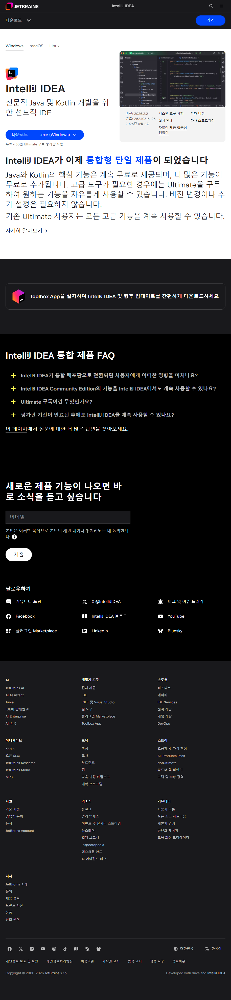 JETBRAINS
IntelliJ IDEA
다운로드
가격
Windows macOS Linux
IntelliJ IDEA
전문적 Java 및 Kotlin 개발을 위
한 선도적 IDE
다운로드 .exe (Windows)
무료 - 30일 Ultimate 구독 평가판 포함
버전: 2026.2.2
빌드: 262.10315.125
2026년 9월 2일
시스템 요구 사항
설치 안내
자발적 제품 접근성
템플릿
기타 버전
타사 소프트웨어
IntelliJ IDEA가 이제 통합형 단일 제품이 되었습니다
Java와 Kotlin의 핵심 기능은 계속 무료로 제공되며, 더 많은 기능이
무료로 추가됩니다. 고급 도구가 필요한 경우에는 Ultimate을 구독
하여 원하는 기능을 자유롭게 사용할 수 있습니다. 버전 변경이나 추
가 설정은 필요하지 않습니다.
기존 Ultimate 사용자는 모든 고급 기능을 계속 사용할 수 있습니다.
자세히 알아보기 →
Toolbox App을 설치하여 IntelliJ IDEA 및 향후 업데이트를 간편하게 다운로드하세요
IntelliJ IDEA 통합 제품 FAQ
IntelliJ IDEA가 통합 배포판으로 전환되면 사용자에게 어떠한 영향을 미치나요?
IntelliJ IDEA Community Edition의 기능을 IntelliJ IDEA에서도 계속 사용할 수 있나요?
Ultimate 구독이란 무엇인가요?
평가판 기간이 만료된 후에도 IntelliJ IDEA을 계속 사용할 수 있나요?
이 페이지에서 질문에 대한 더 많은 답변을 찾아보세요.
새로운 제품 기능이 나오면 바
로 소식을 듣고 싶습니다
이메일
본인은 이러한 목적으로 본인의 개인 데이터가 처리되는 데 동의합니
다.
제출
팔로우하기
커뮤니티 포럼
X @IntelliJIDEA
버그 및 이슈 트래커
Facebook
IntelliJ IDEA 블로그
YouTube
플러그인 Marketplace
LinkedIn
Bluesky
AI
JetBrains AI
AI Assistant
Junie
IDE에 탑재된 AI
AI Enterprise
AI 소식
개발자 도구
전체 제품
IDE
.NET 및 Visual Studio
팀 도구
플러그인 Marketplace
Toolbox App
솔루션
비즈니스
데이터
IDE Services
원격 개발
게임 개발
DevOps
이니셔티브
Kotlin
오픈 소스
JetBrains Research
JetBrains Mono
MPS
교육
학생
교사
부트캠프
팀
교육 과정 카탈로그
대학 프로그램
스토어
요금제 및 가격 책정
All Products Pack
dotUltimate
파트너 및 리셀러
고객 및 수상 경력
지원
기술 지원
영업팀 문의
문서
JetBrains Account
리소스
블로그
얼리 액세스
이벤트 및 실시간 스트리밍
뉴스레터
업계 보고서
Inspectopedia
데스크톱 아트
AI 에이전트 허브
커뮤니티
사용자 그룹
오픈 소스 파트너십
개발자 인정
콘텐츠 제작자
교육 과정 크리에이터
회사
JetBrains 소개
문의
채용 정보
브랜드 자산
상품
신뢰 센터
대한민국 한국어
개인정보 보호 및 보안 개인정보처리방침 이용약관 저작권 고지 법적 고지 정품 도구 옵트아웃
Copyright © 2000-2026 JetBrains s.r.o.
Developed with drive and IntelliJ IDEA